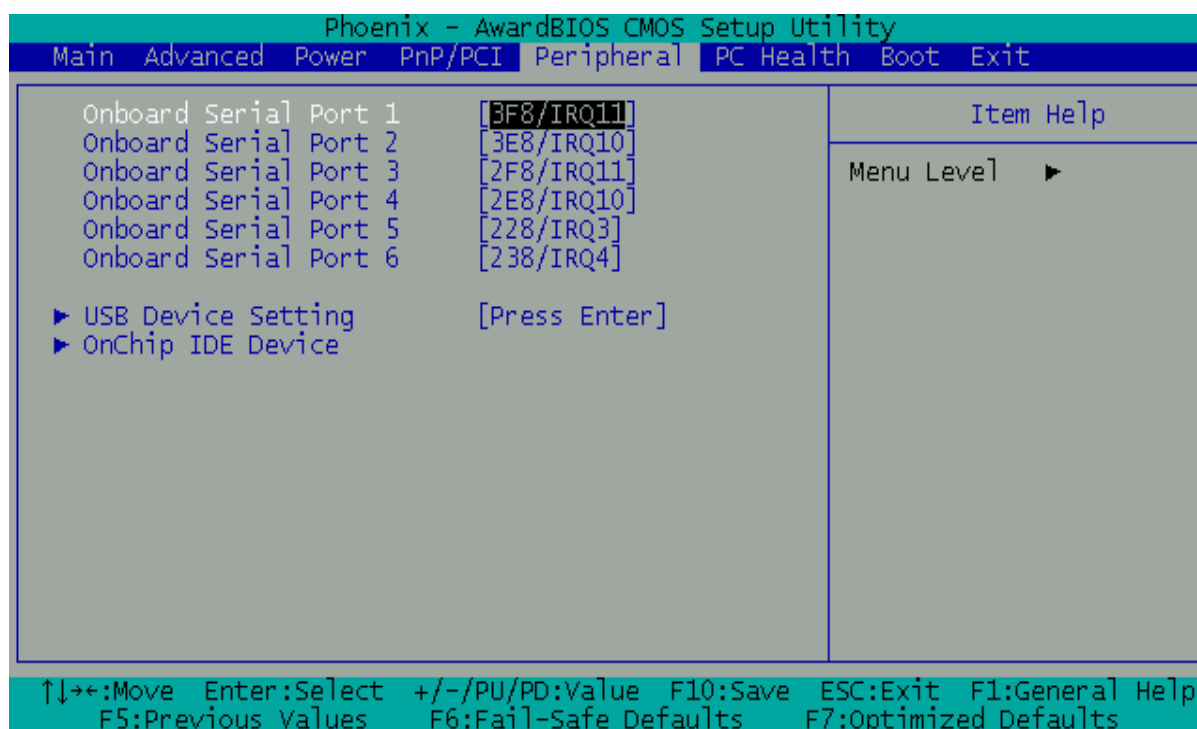 Phoenix - AwardBIOS CMOS Setup Utility
Main Advanced Power PnP/PCI Peripheral PC Health Boot Exit
Onboard Serial Port 1 [3F8/IRQ11]
Onboard Serial Port 2 [3E8/IRQ10]
Onboard Serial Port 3 [2F8/IRQ11]
Onboard Serial Port 4 [2E8/IRQ10]
Onboard Serial Port 5 [228/IRQ3]
Onboard Serial Port 6 [238/IRQ4]
► USB Device Setting [Press Enter]
► OnChip IDE Device
Item Help
Menu Level ►
↑↓→←:Move Enter:Select +/-/PU/PD:Value F10:Save ESC:Exit F1:General Help
F5:Previous Values F6:Fail-Safe Defaults F7:Optimized Defaults